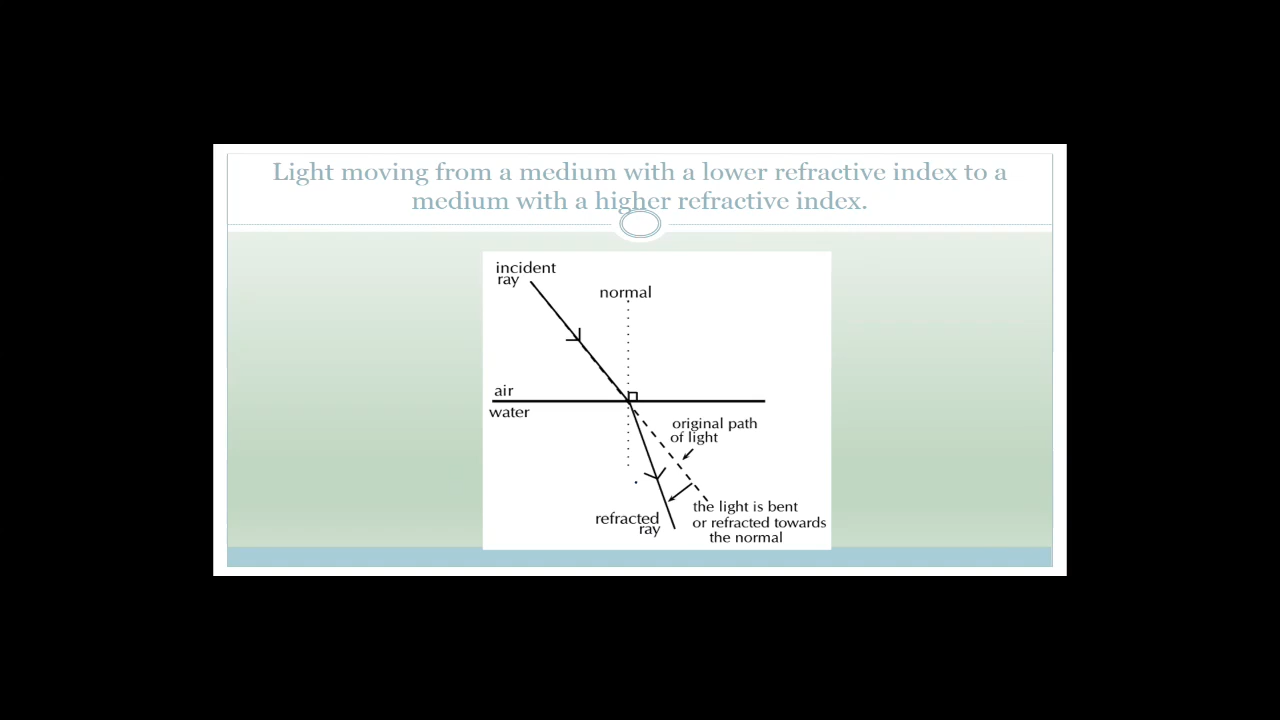 Light moving from a medium with a lower refractive index to a
medium with a higher refractive index.
incident
ray
normal
air
water
original path
of light
the light is bent
or refracted towards
the normal
refracted
ray